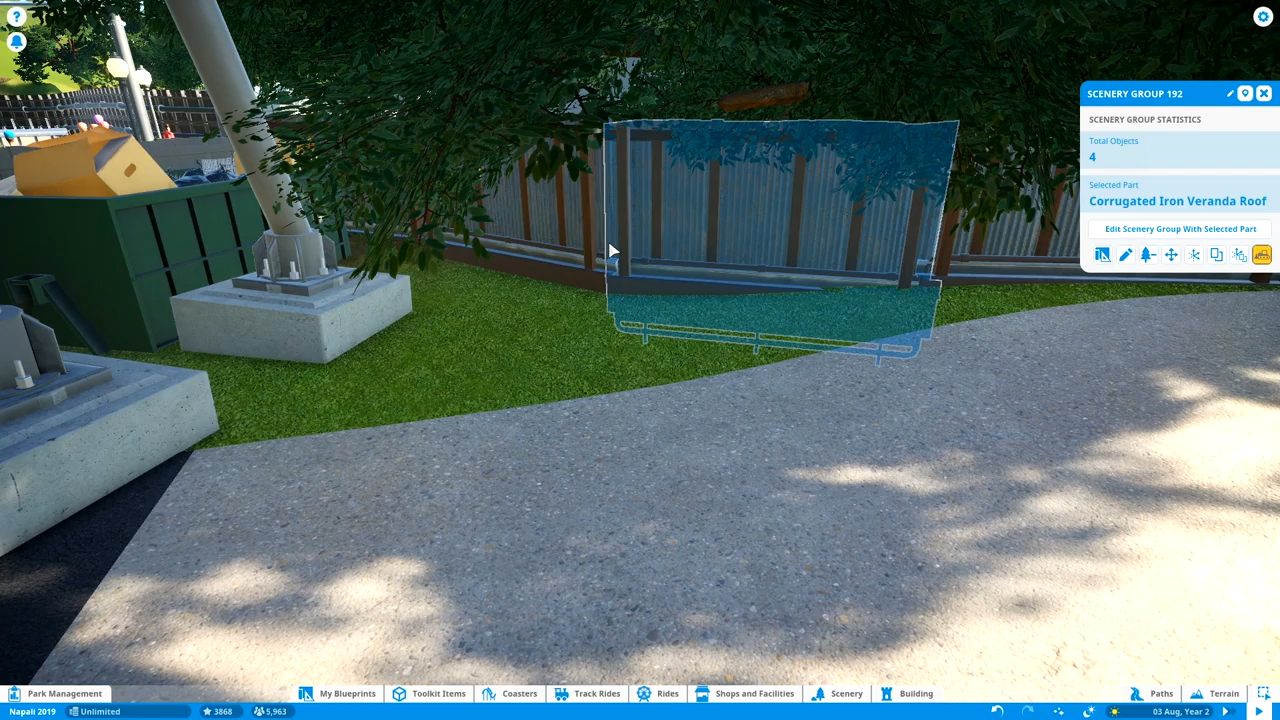 ?
SCENERY GROUP 192
SCENERY GROUP STATISTICS
Total Objects
4
Selected Part
Corrugated Iron Veranda Roof
Edit Scenery Group With Selected Part
Park Management
My Blueprints
Toolkit Items
Coasters
Track Rides
Rides
Shops and Facilities
Scenery
Building
Paths
Terrain
Napali 2019
Unlimited
3868
5,963
03 Aug, Year 2